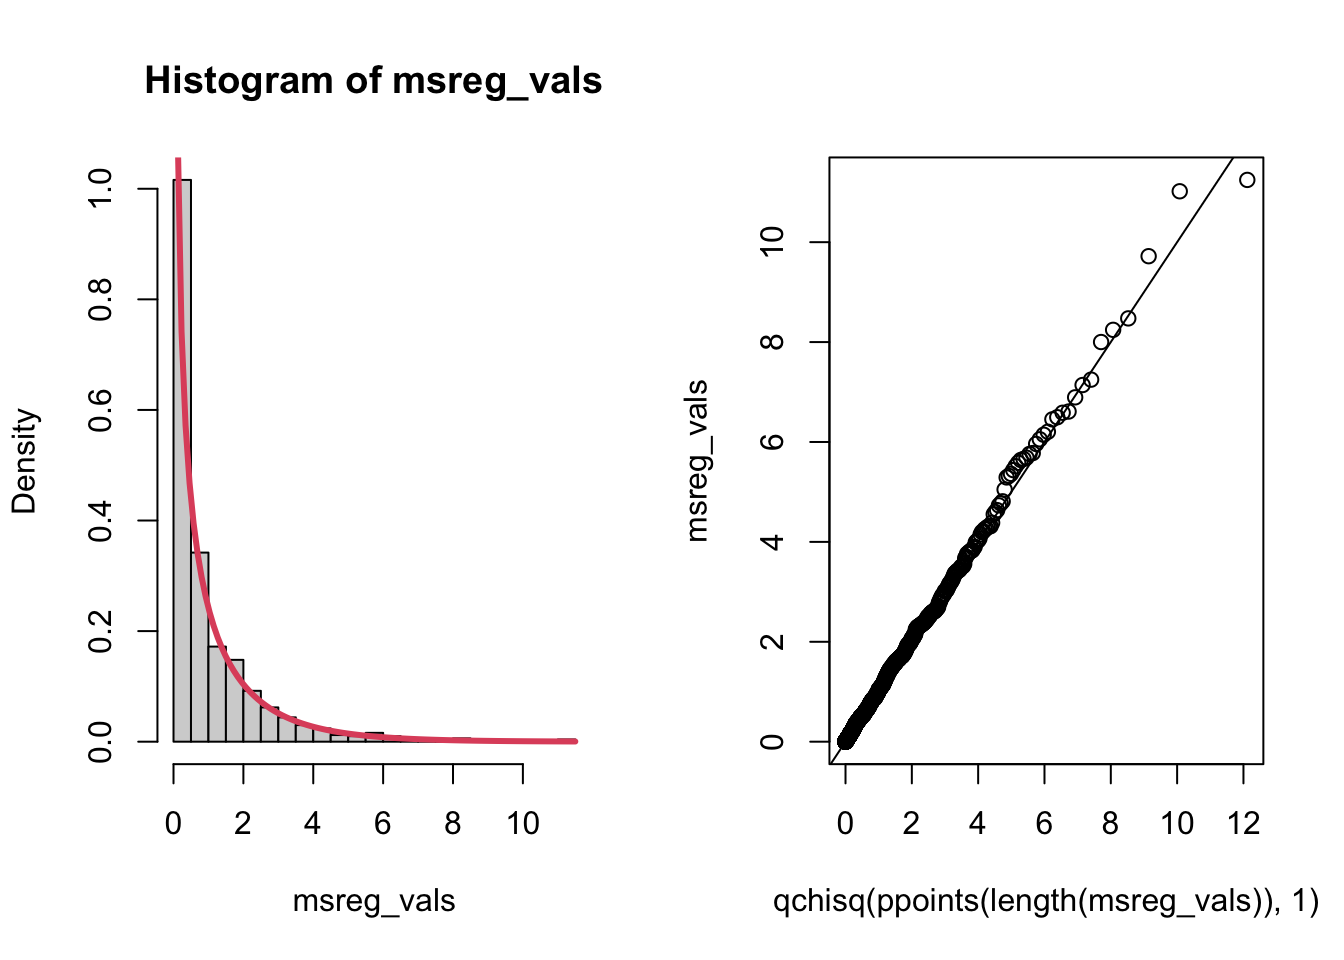 Histogram of msreg_vals
Density
0.0 0.2 0.4 0.6 0.8 1.0
0 2 4 6 8 10
msreg_vals
msreg_vals
0 2 4 6 8 10
0 2 4 6 8 10 12
qchisq(ppoints(length(msreg_vals)), 1)